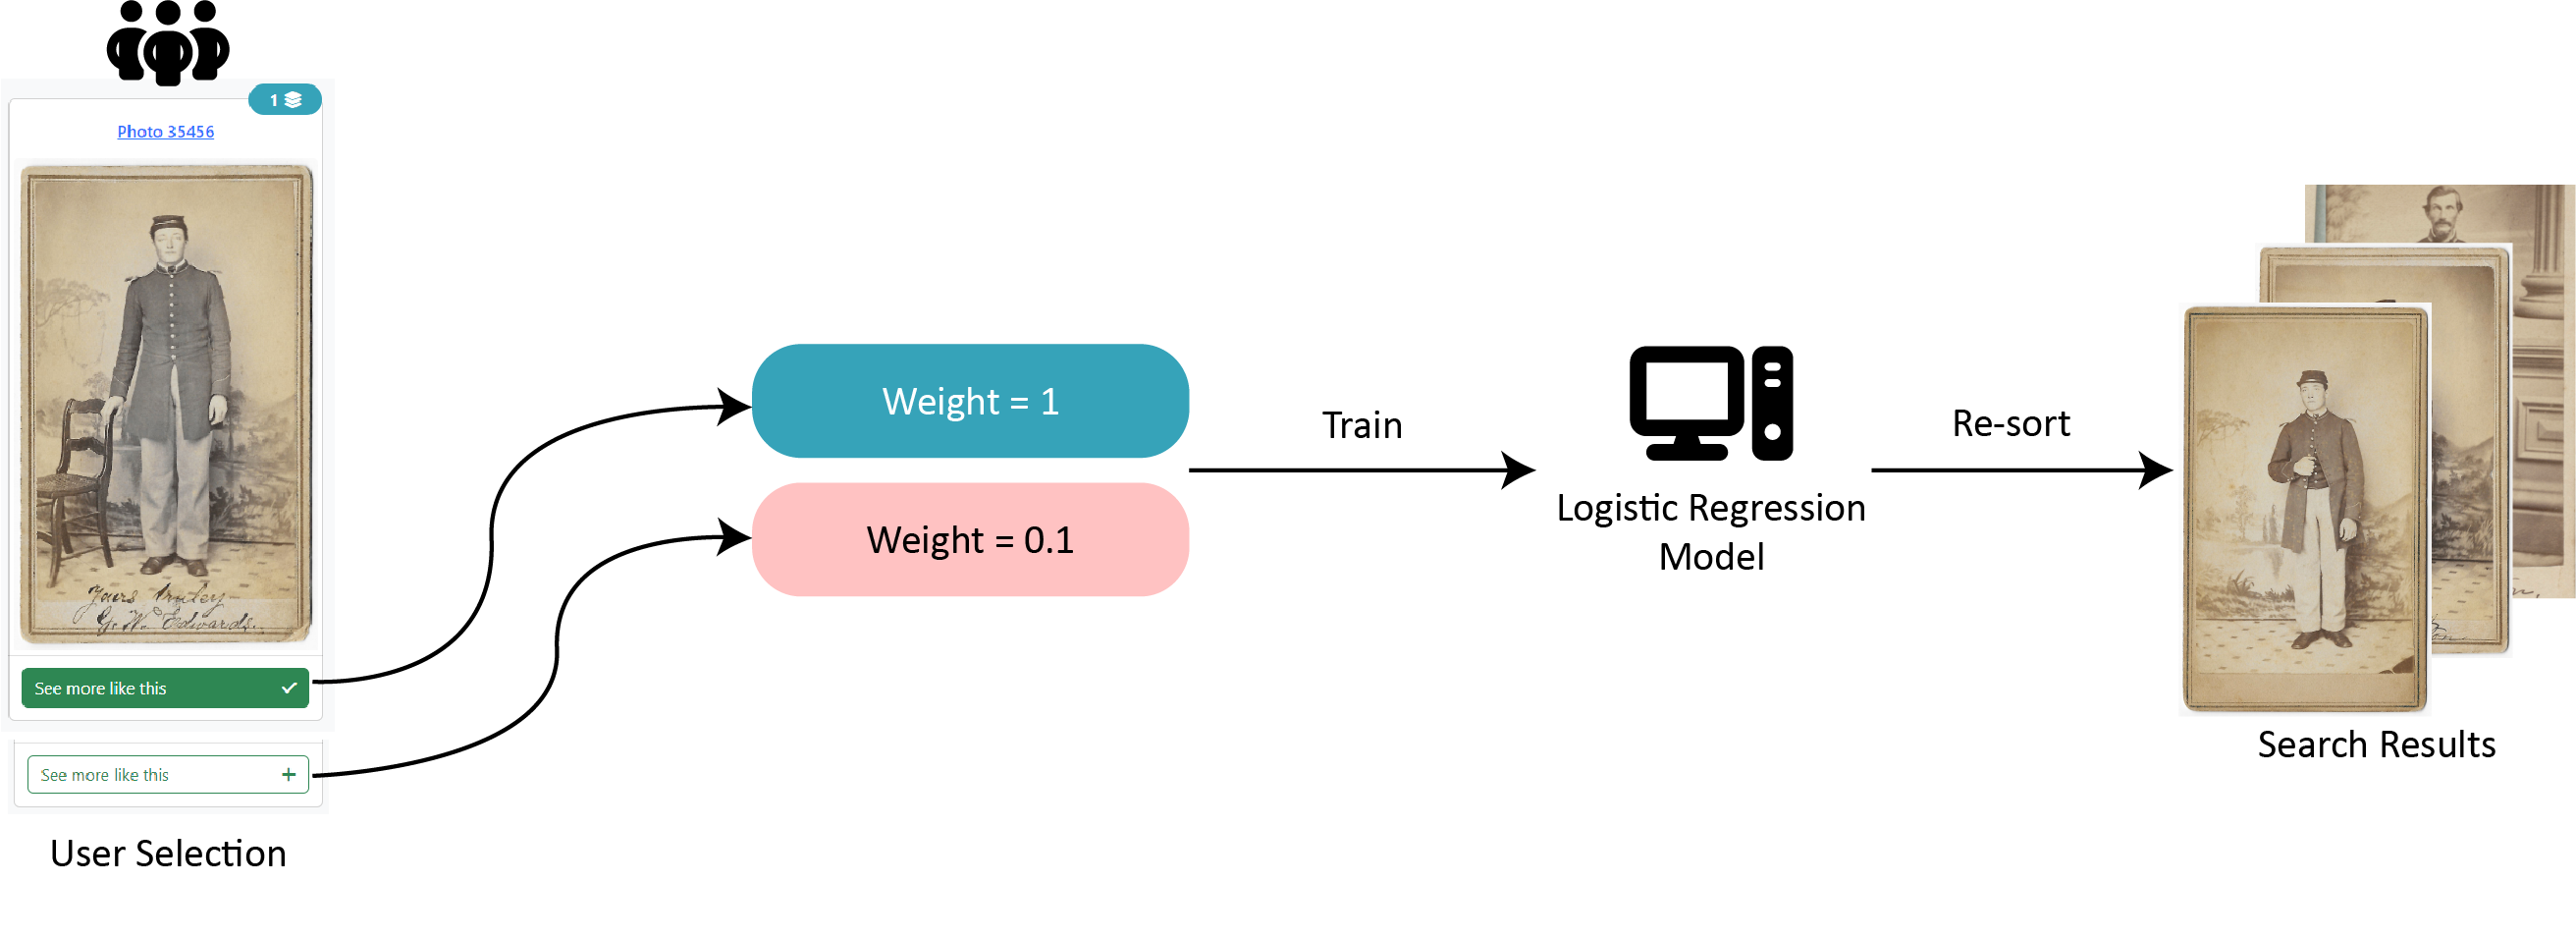 1
Photo 35456
Yours truley
G. W. Edwards.
See more like this
See more like this
User Selection
Weight = 1
Weight = 0.1
Train
Logistic Regression
Model
Re-sort
Search Results